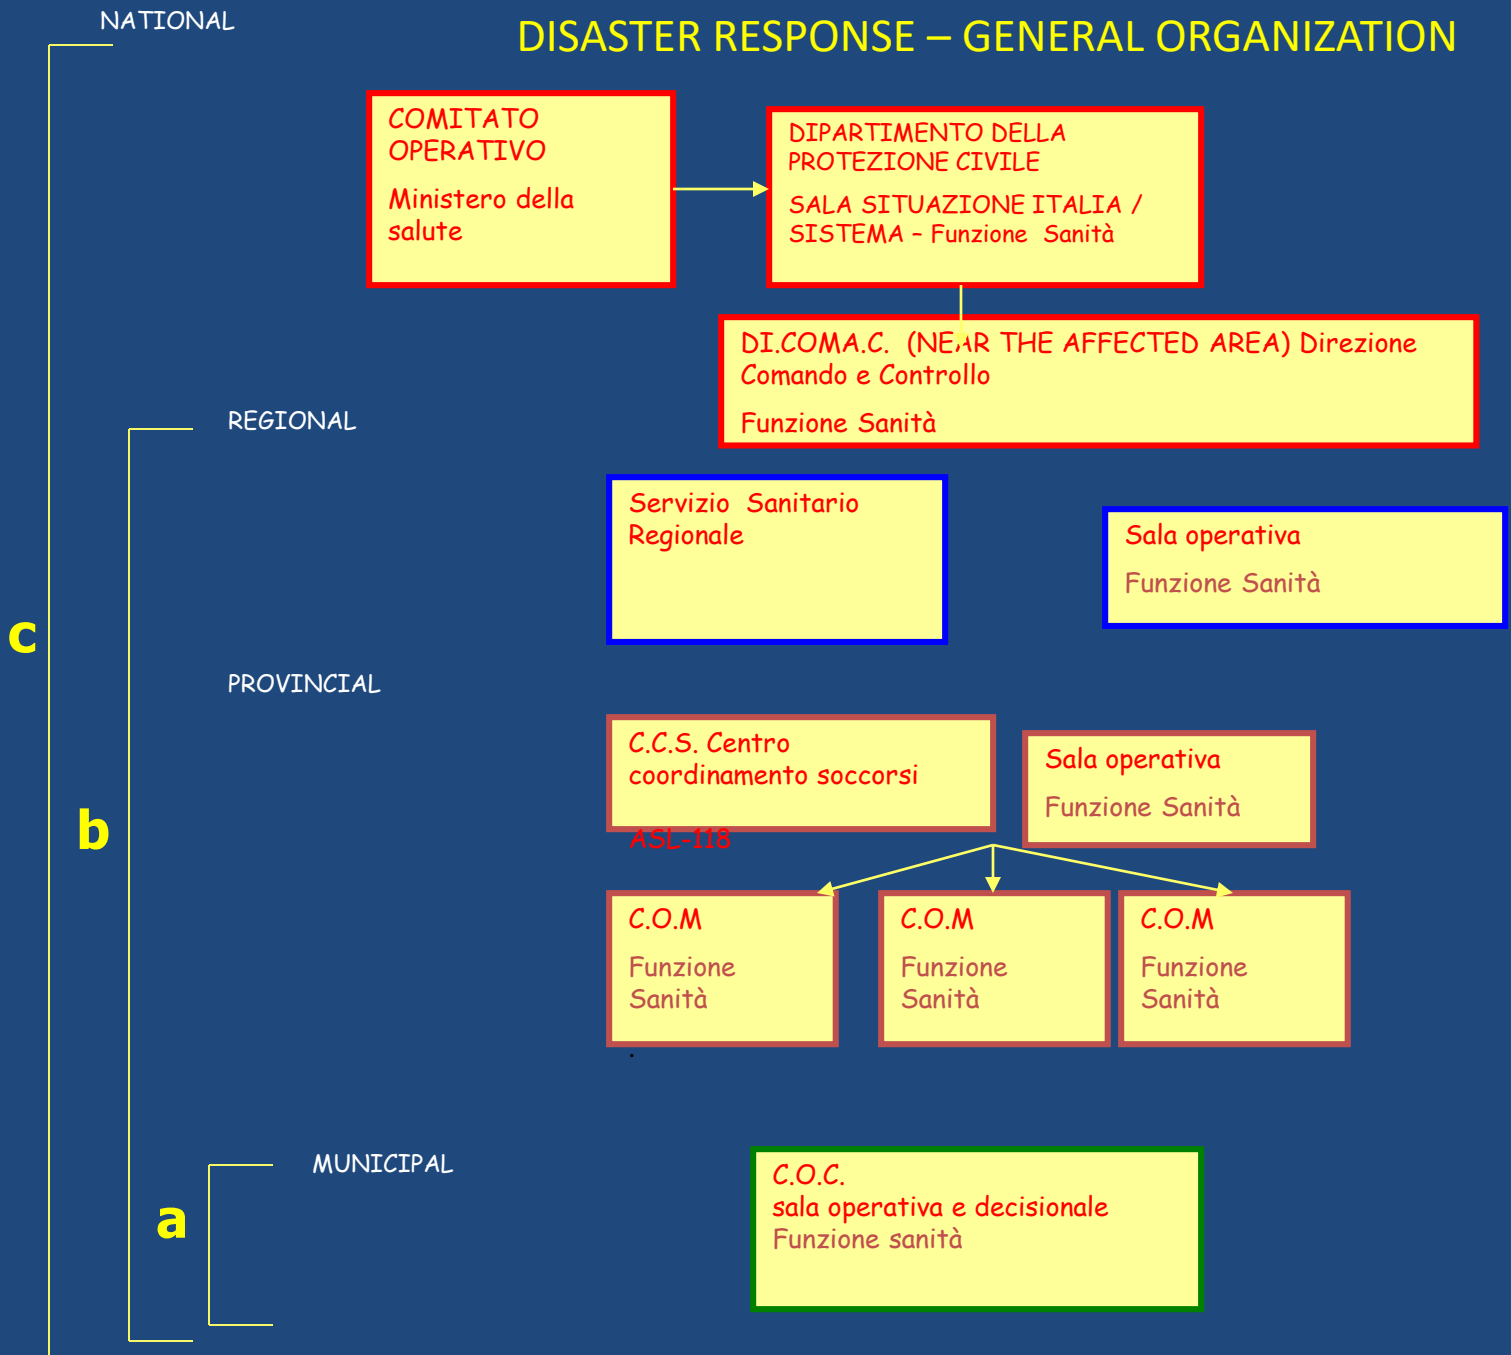 NATIONAL
DISASTER RESPONSE – GENERAL ORGANIZATION
COMITATO
OPERATIVO
Ministero della
salute
DIPARTIMENTO DELLA
PROTEZIONE CIVILE
SALA SITUAZIONE ITALIA /
SISTEMA – Funzione Sanità
DI.COMA.C. (NEAR THE AFFECTED AREA) Direzione
Comando e Controllo
Funzione Sanità
REGIONAL
Servizio Sanitario
Regionale
Sala operativa
Funzione Sanità
c
PROVINCIAL
C.C.S. Centro
coordinamento soccorsi
ASL-118
Sala operativa
Funzione Sanità
b
C.O.M
Funzione
Sanità
.
C.O.M
Funzione
Sanità
C.O.M
Funzione
Sanità
MUNICIPAL
a
C.O.C.
sala operativa e decisionale
Funzione sanità